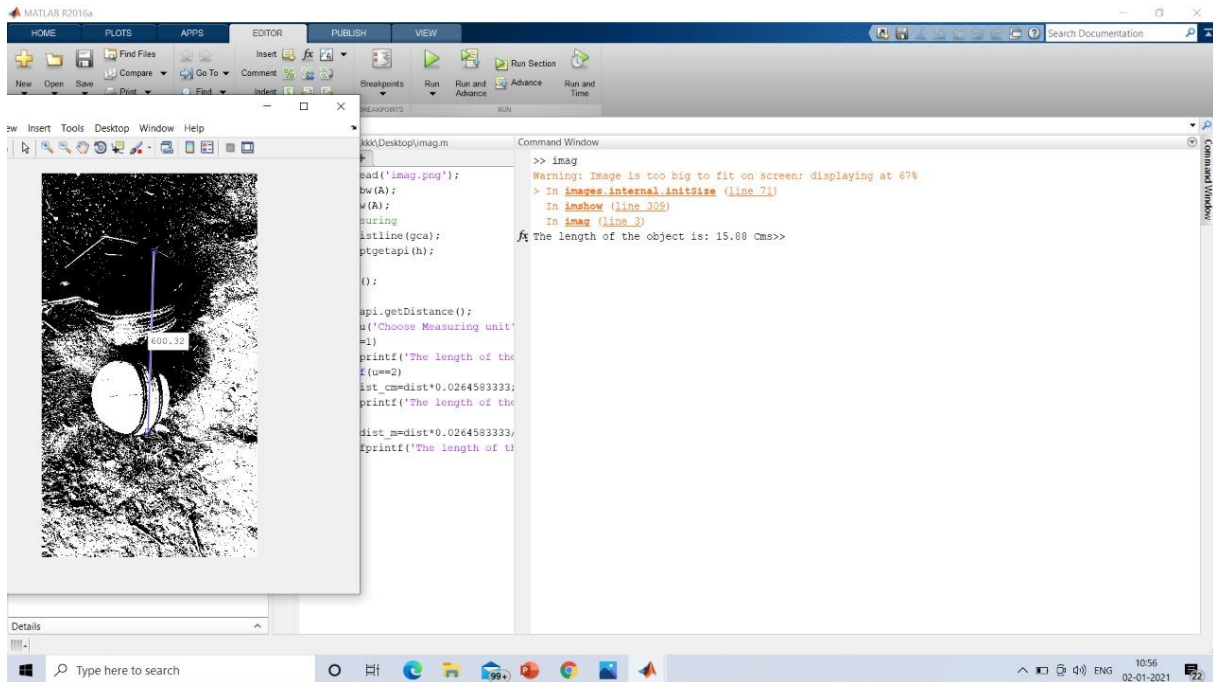 MATLAB R2016a
HOME PLOTS APPS EDITOR PUBLISH VIEW
Search Documentation
Find Files
Insert fx
Compare Go To Comment
Run Section
New Open Save
Print Find Indent
Breakpoints Run Run and Advance
Advance
Run and Time
BREAKPOINTS RUN
ew Insert Tools Desktop Window Help
kkk\Desktop\imag.m
ead('imag.png');
bw(A);
w(A);
suring
istline(gca);
ptgetapi(h);
();
api.getDistance();
u('Choose Measuring unit'
=1)
printf('The length of the
f(u==2)
ist_cm=dist*0.0264583333;
printf('The length of the
dist_m=dist*0.0264583333/
fprintf('The length of th
600.32
Command Window
>> imag
Warning: Image is too big to fit on screen; displaying at 67%
> In images.internal.initSize (line 71)
In imshow (line 309)
In imag (line 3)
fx The length of the object is: 15.88 Cms>>
Command Window
Details
Type here to search
99+
ENG
10:56
02-01-2021
22